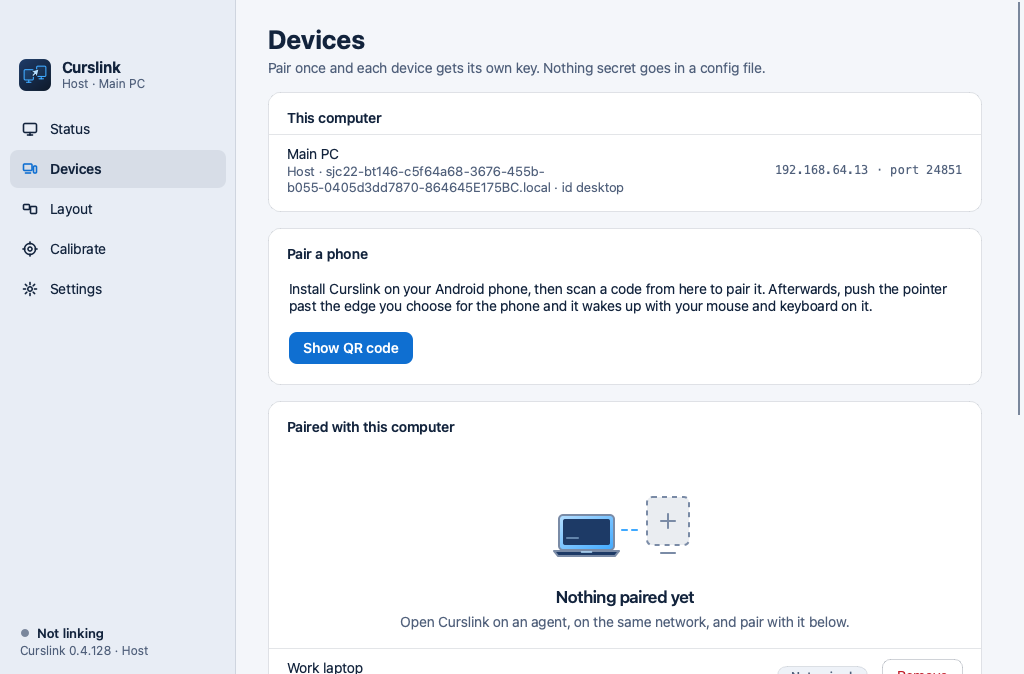 Curslink
Host · Main PC
Status
Devices
Layout
Calibrate
Settings
Not linking
Curslink 0.4.128 · Host
Devices
Pair once and each device gets its own key. Nothing secret goes in a config file.
This computer
Main PC
Host · sjc22-bt146-c5f64a68-3676-455b-
b055-0405d3dd7870-864645E175BC.local · id desktop
192.168.64.13 · port 24851
Pair a phone
Install Curslink on your Android phone, then scan a code from here to pair it. Afterwards, push the pointer
past the edge you choose for the phone and it wakes up with your mouse and keyboard on it.
Show QR code
Paired with this computer
Nothing paired yet
Open Curslink on an agent, on the same network, and pair with it below.
Work laptop